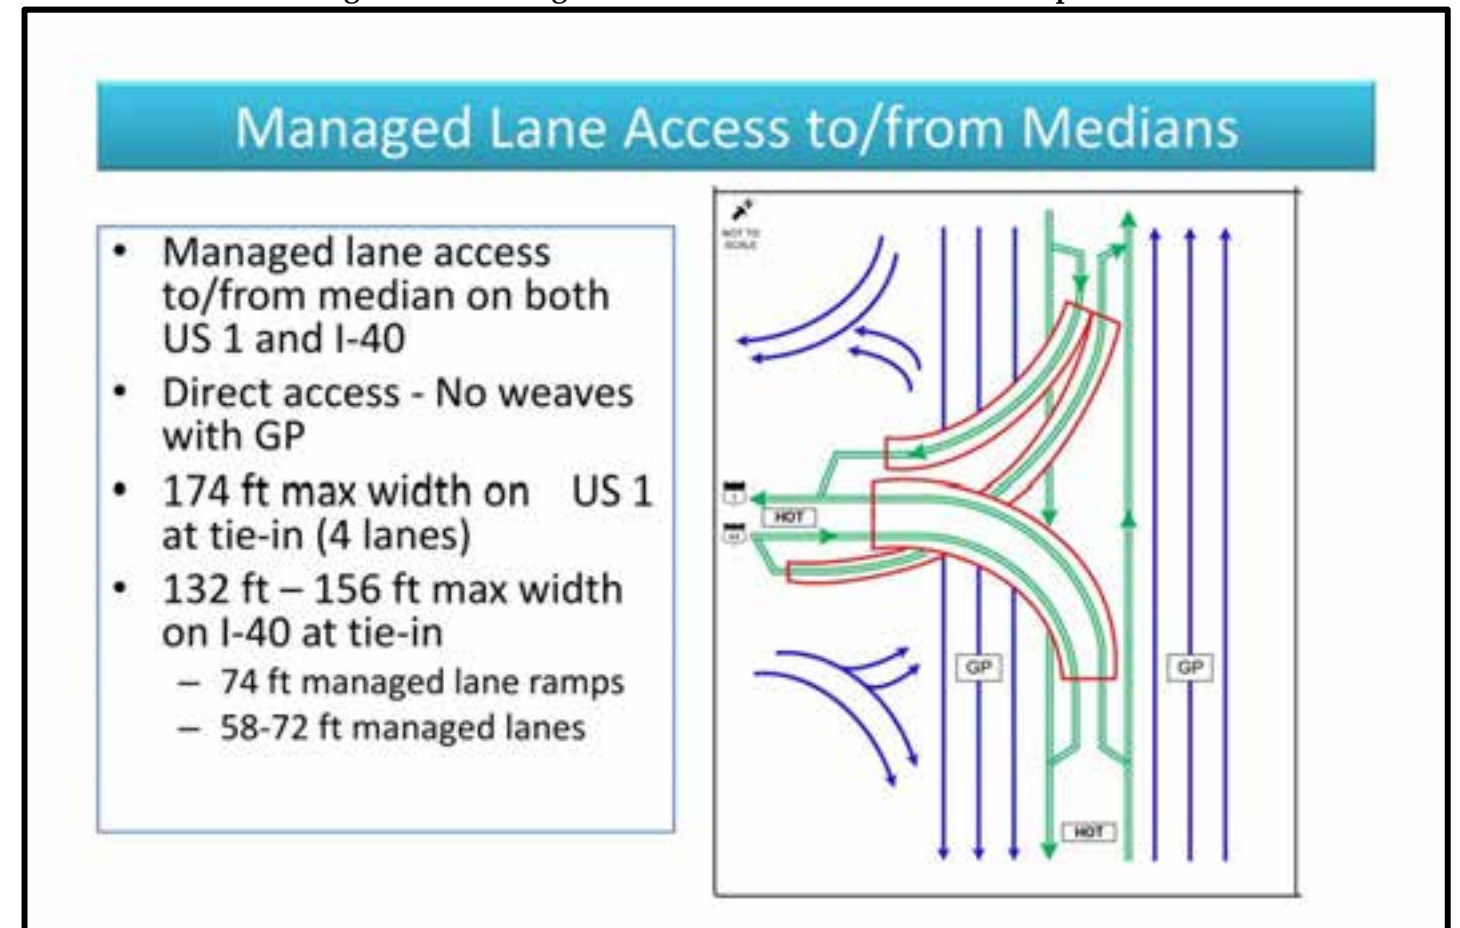 Managed Lane Access to/from Medians
• Managed lane access
to/from median on both
US 1 and I-40
• Direct access - No weaves
with GP
• 174 ft max width on US 1
at tie-in (4 lanes)
• 132 ft – 156 ft max width
on I-40 at tie-in
– 74 ft managed lane ramps
– 58-72 ft managed lanes
NOT TO
SCALE
HOT
GP
GP
HOT